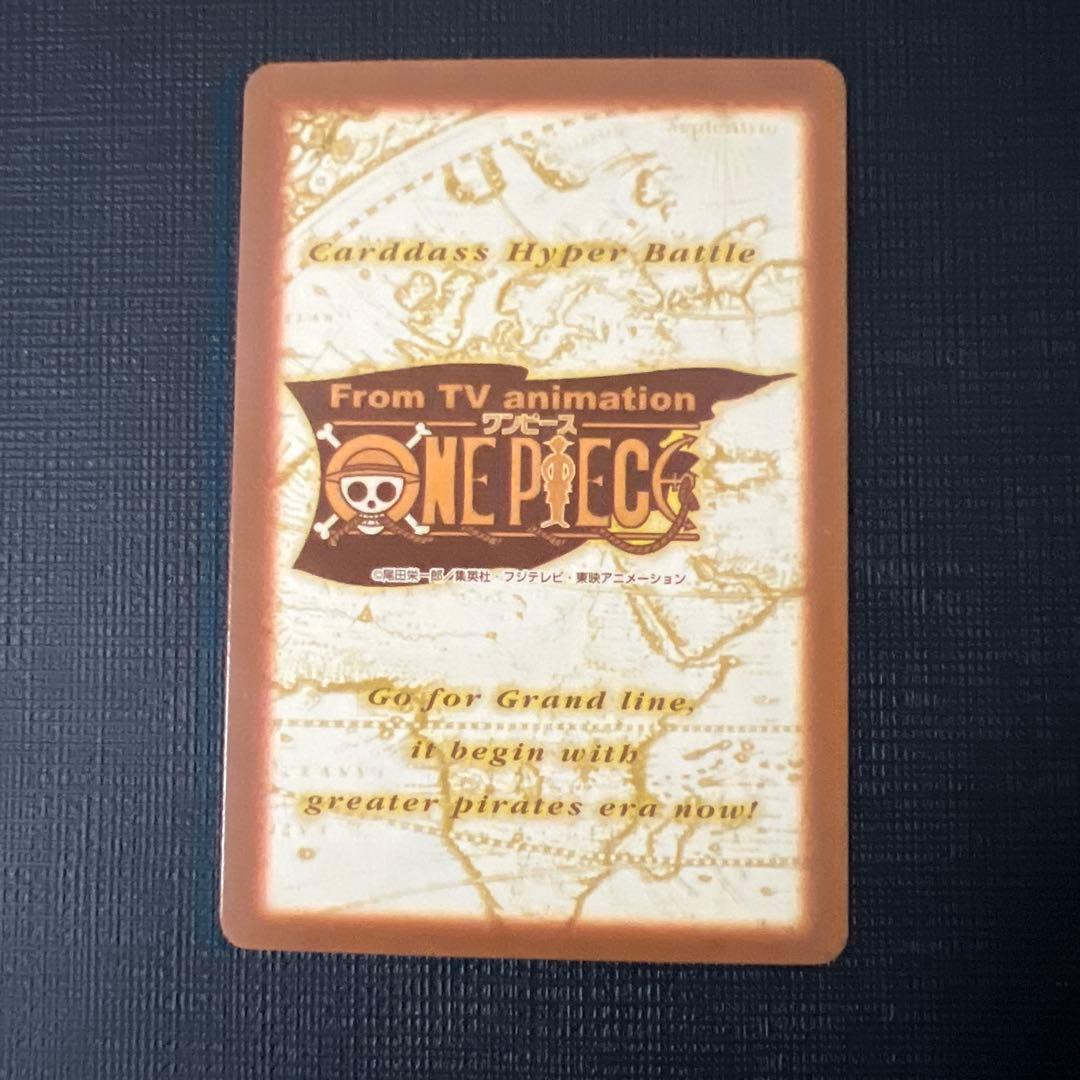 Carddass Hyper Battle
From TV animation
ワンピース
ONE PIECE
©尾田栄一郎／集英社・フジテレビ・東映アニメーション
Go for Grand line,
it begin with
greater pirates era now!